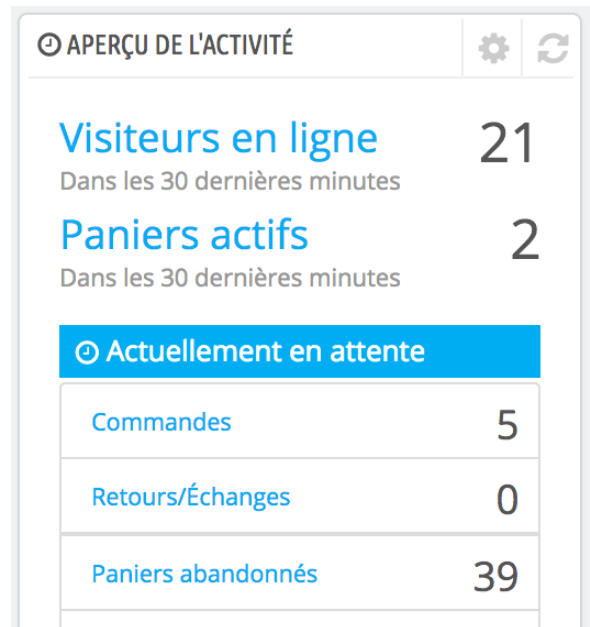 APERÇU DE L'ACTIVITÉ
Visiteurs en ligne 21
Dans les 30 dernières minutes
Paniers actifs 2
Dans les 30 dernières minutes
Actuellement en attente
Commandes 5
Retours/Échanges 0
Paniers abandonnés 39